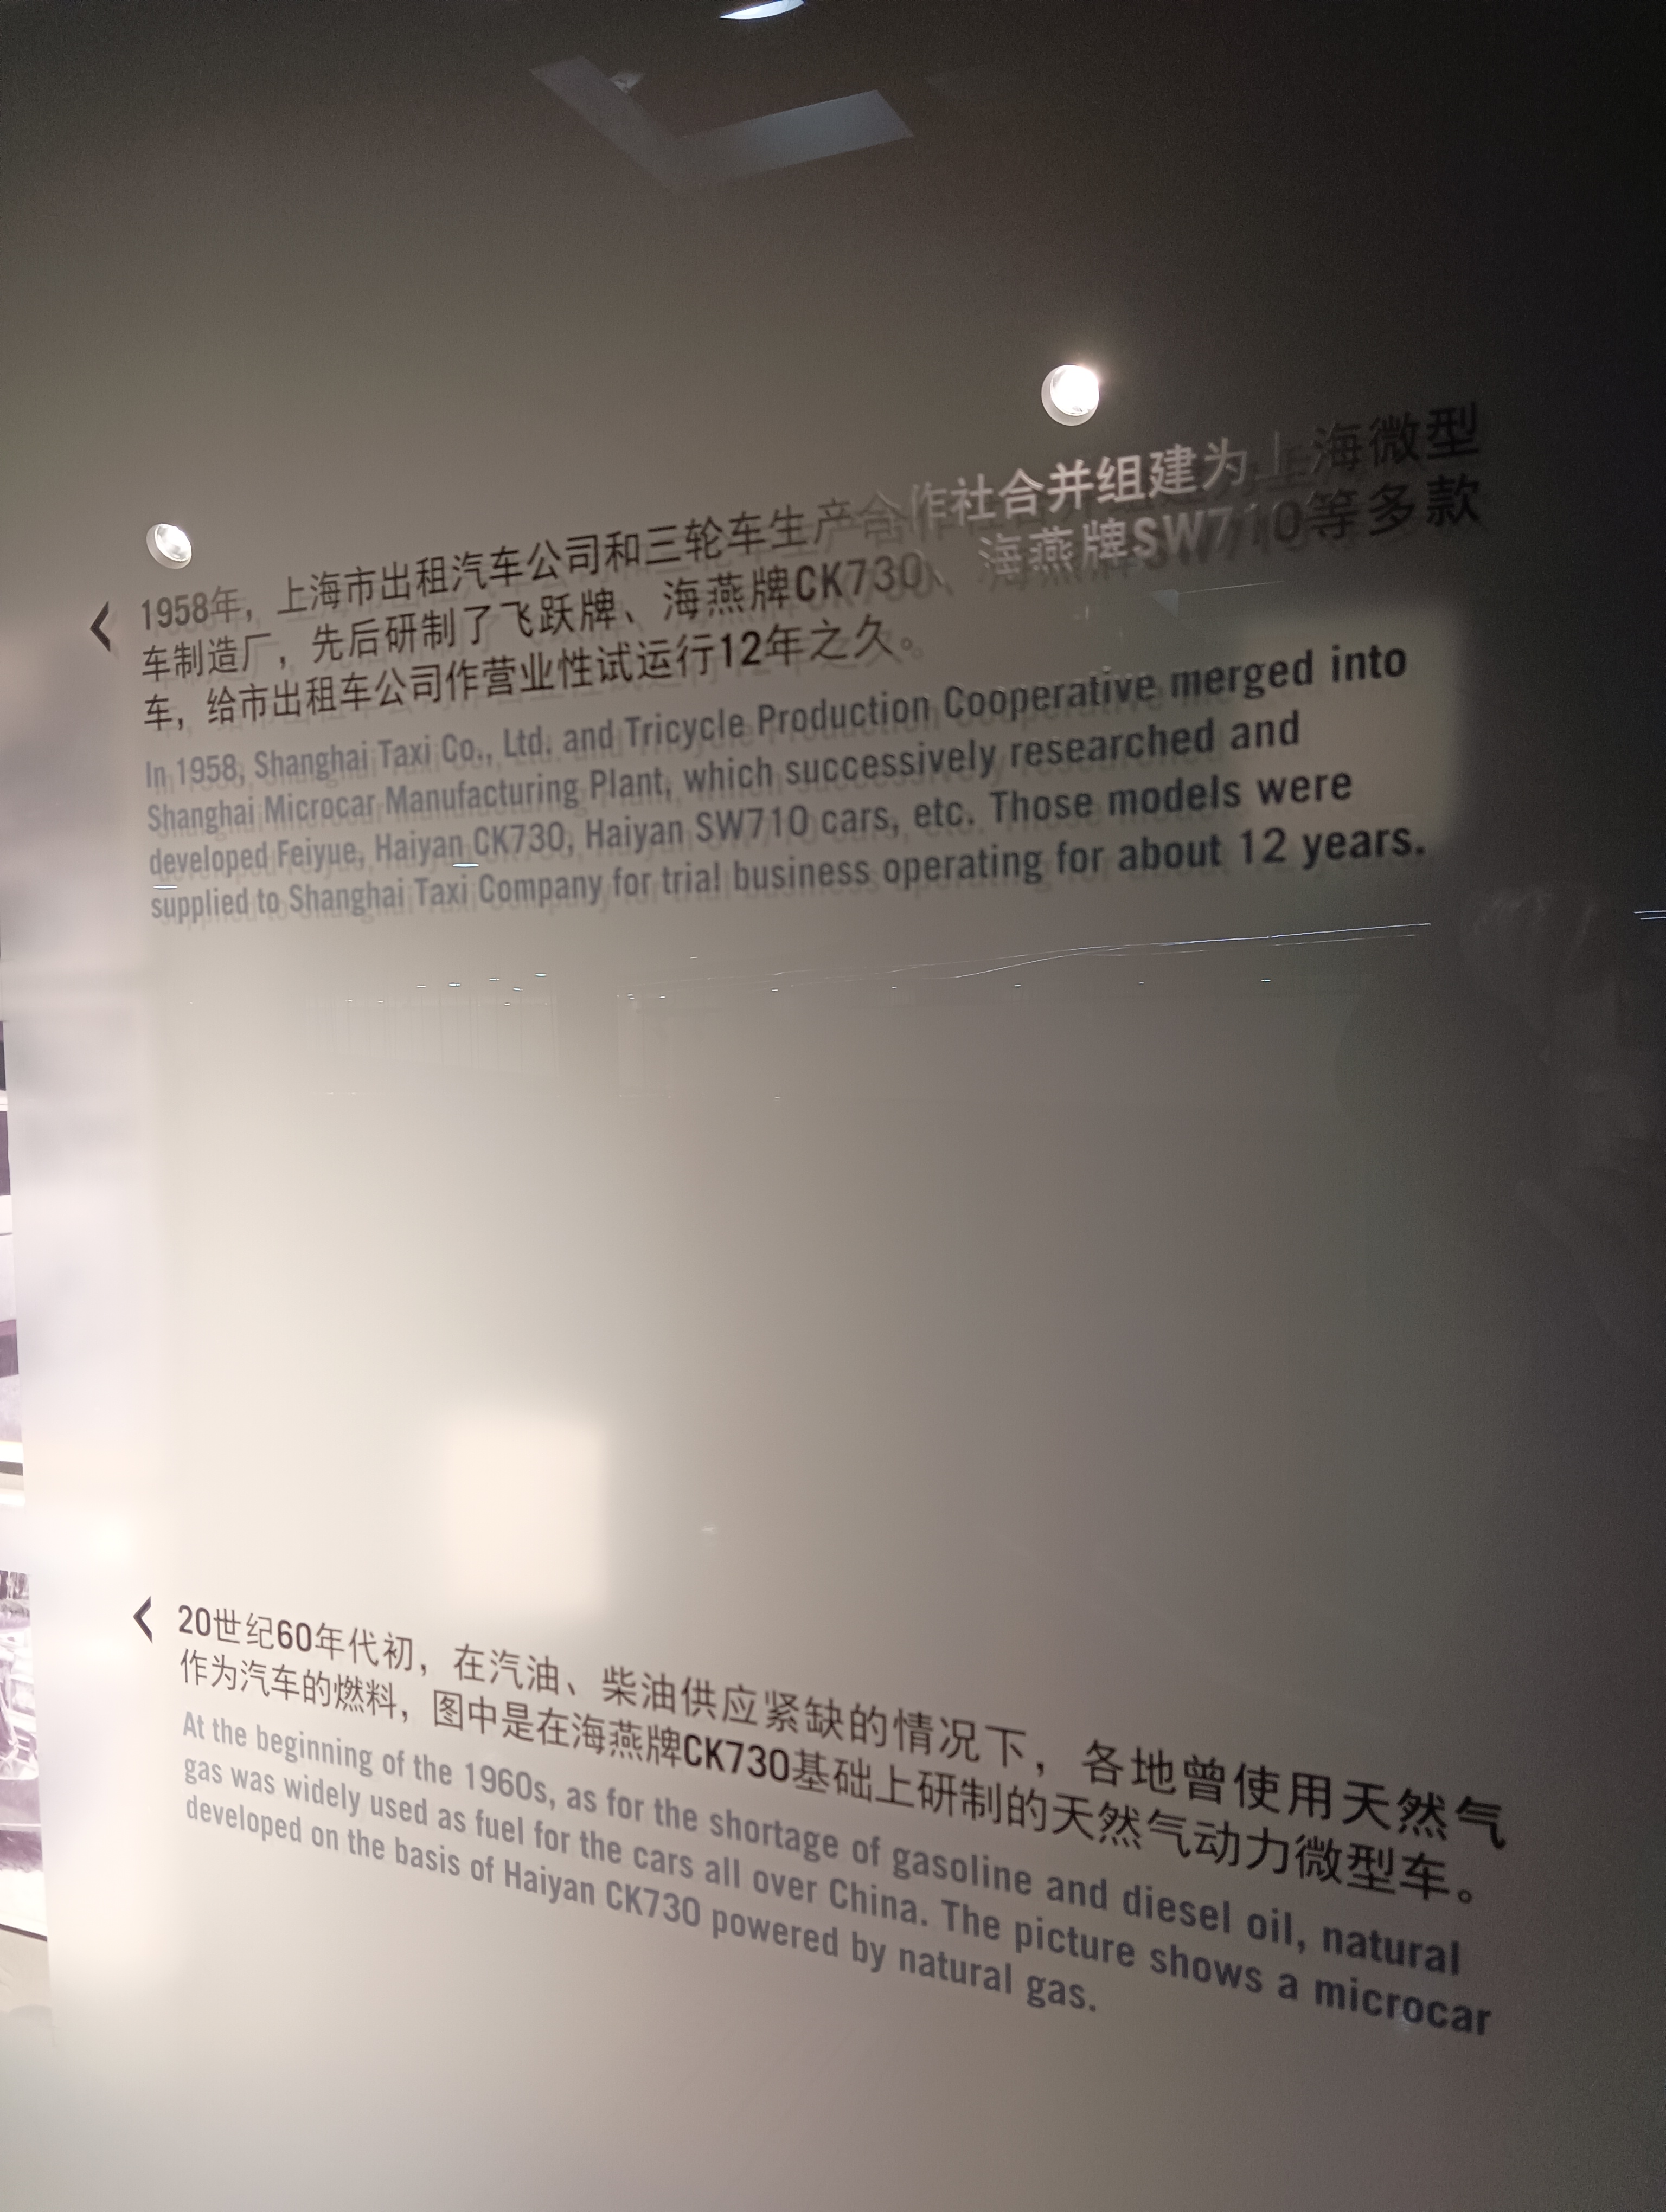 1958年，上海市出租汽车公司和三轮车生产合作社合并组建为上海微型
车制造厂，先后研制了飞跃牌、海燕牌CK730、海燕牌SW710等多款
车，给市出租车公司作营业性试运行12年之久。
In 1958, Shanghai Taxi Co., Ltd. and Tricycle Production Cooperative merged into
Shanghai Microcar Manufacturing Plant, which successively researched and
developed Feiyue, Haiyan CK730, Haiyan SW710 cars, etc. Those models were
supplied to Shanghai Taxi Company for trial business operating for about 12 years.
20世纪60年代初，在汽油、柴油供应紧缺的情况下，各地曾使用天然气
作为汽车的燃料，图中是在海燕牌CK730基础上研制的天然气动力微型车。
At the beginning of the 1960s, as for the shortage of gasoline and diesel oil, natural
gas was widely used as fuel for the cars all over China. The picture shows a microcar
developed on the basis of Haiyan CK730 powered by natural gas.